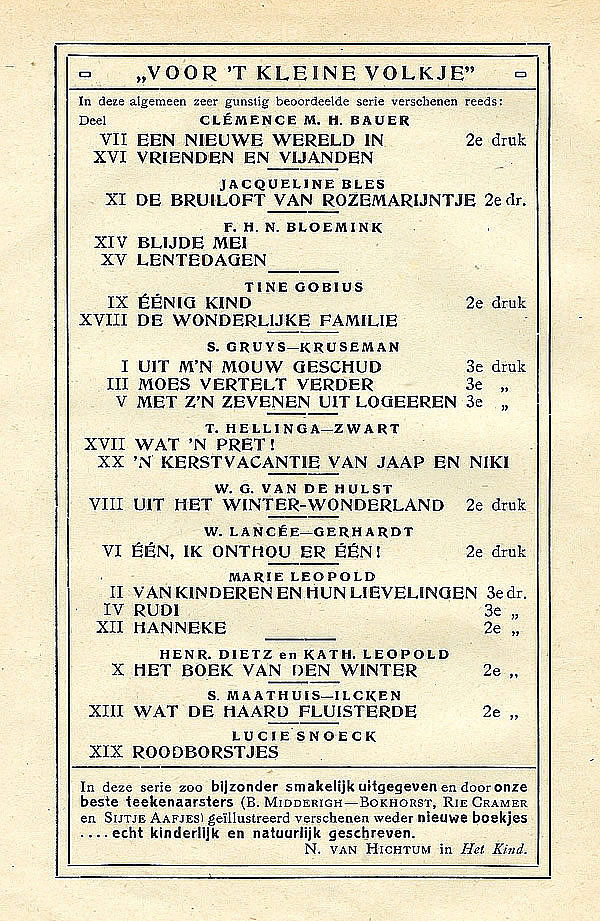 „VOOR 'T KLEINE VOLKJE”
In deze algemeen zeer gunstig beoordeelde serie verschenen reeds:
Deel CLÉMENCE M. H. BAUER
VII EEN NIEUWE WERELD IN 2e druk
XVI VRIENDEN EN VIJANDEN
JACQUELINE BLES
XI DE BRUILOFT VAN ROZEMARIJNTJE 2e dr.
F. H. N. BLOEMINK
XIV BLIJDE MEI
XV LENTEDAGEN
TINE GOBIUS
IX ÉÉNIG KIND 2e druk
XVIII DE WONDERLIJKE FAMILIE
S. GRUYS—KRUSEMAN
I UIT M'N MOUW GESCHUD 3e druk
III MOES VERTELT VERDER 3e „
V MET Z'N ZEVENEN UIT LOGEEREN 3e „
T. HELLINGA—ZWART
XVII WAT 'N PRET!
XX 'N KERSTVACANTIE VAN JAAP EN NIKI
W. G. VAN DE HULST
VIII UIT HET WINTER-WONDERLAND 2e druk
W. LANCÉE—GERHARDT
VI ÉÉN, IK ONTHOU ER ÉÉN! 2e druk
MARIE LEOPOLD
II VAN KINDEREN EN HUN LIEVELINGEN 3e dr.
IV RUDI 3e „
XII HANNEKE 2e „
HENR. DIETZ en KATH. LEOPOLD
X HET BOEK VAN DEN WINTER 2e „
S. MAATHUIS—ILCKEN
XIII WAT DE HAARD FLUISTERDE 2e „
LUCIE SNOECK
XIX ROODBORSTJES
In deze serie zoo bijzonder smakelijk uitgegeven en door onze
beste teekenaarsters (B. MIDDERIGH—BOKHORST, RIE CRAMER
en SIJTJE AAFJES) geïllustreerd verschenen weder nieuwe boekjes
.... echt kinderlijk en natuurlijk geschreven.
N. VAN HICHTUM in Het Kind.